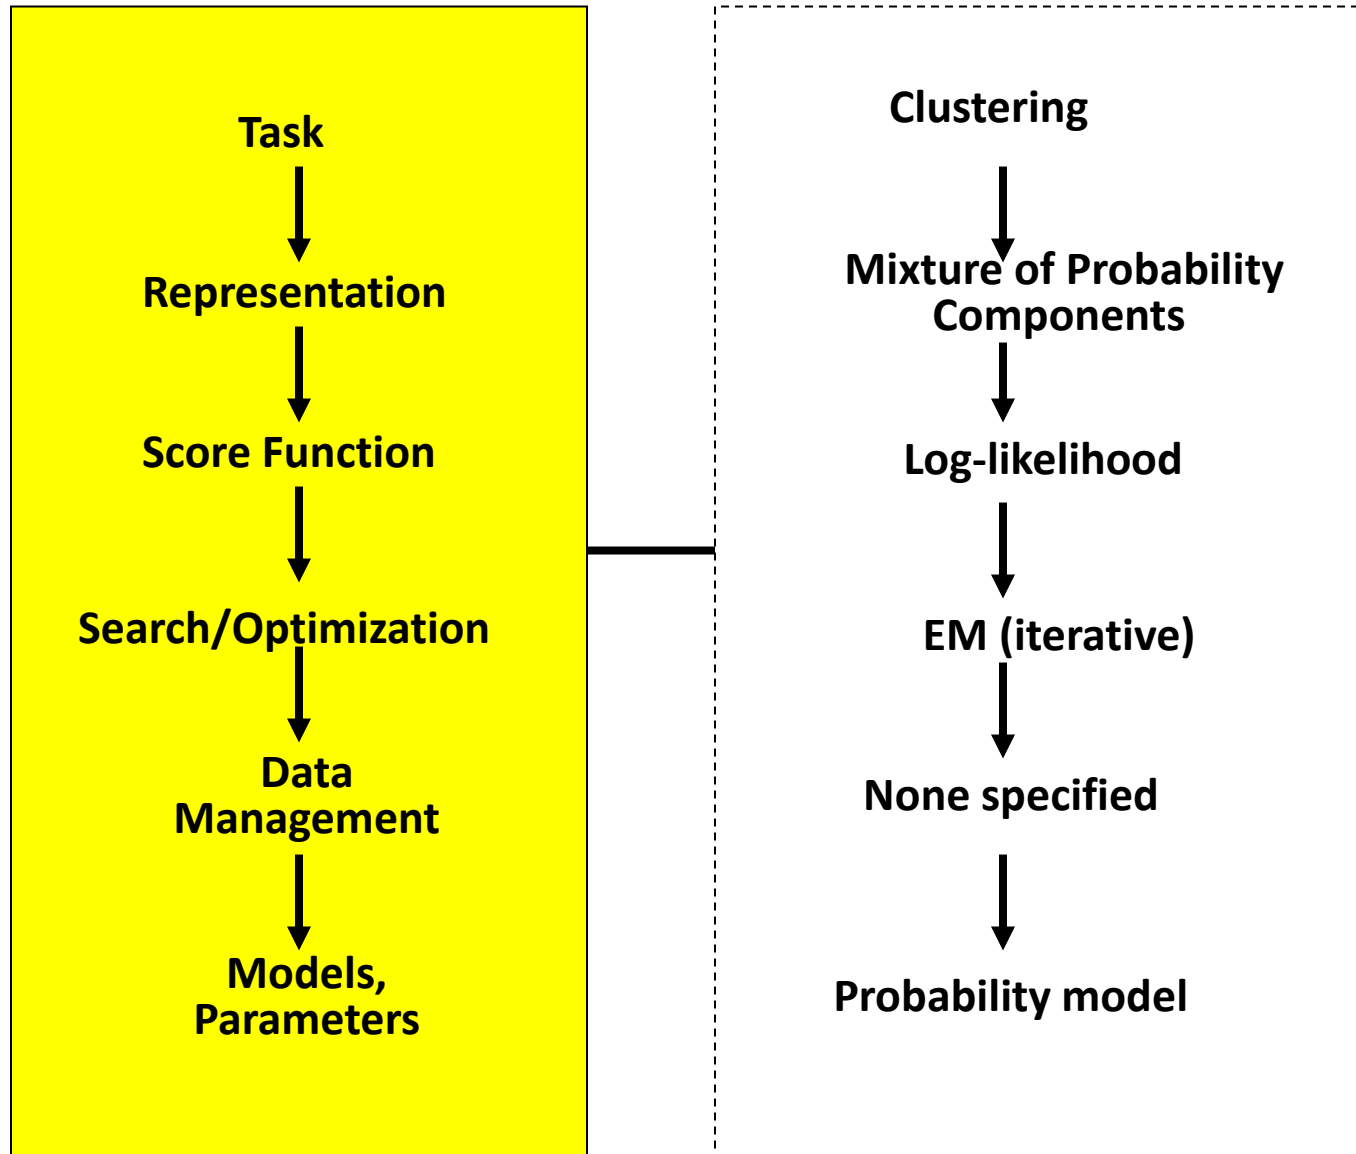 Task
Representation
Score Function
Search/Optimization
Data
Management
Models,
Parameters
Clustering
Mixture of Probability
Components
Log-likelihood
EM (iterative)
None specified
Probability model